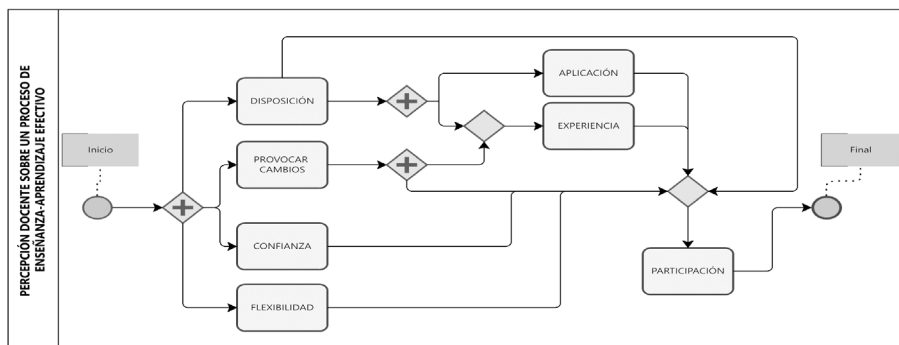 PERCEPCIÓN DOCENTE SOBRE UN PROCESO DE
ENSEÑANZA-APRENDIZAJE EFECTIVO
Inicio
DISPOSICIÓN
PROVOCAR
CAMBIOS
CONFIANZA
FLEXIBILIDAD
APLICACIÓN
EXPERIENCIA
PARTICIPACIÓN
Final